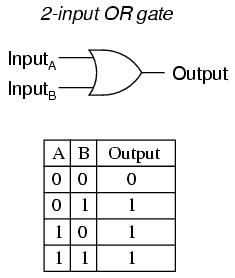 2-input OR gate
InputA
Output
InputB
A B Output
0 0 0
0 1 1
1 0 1
1 1 1